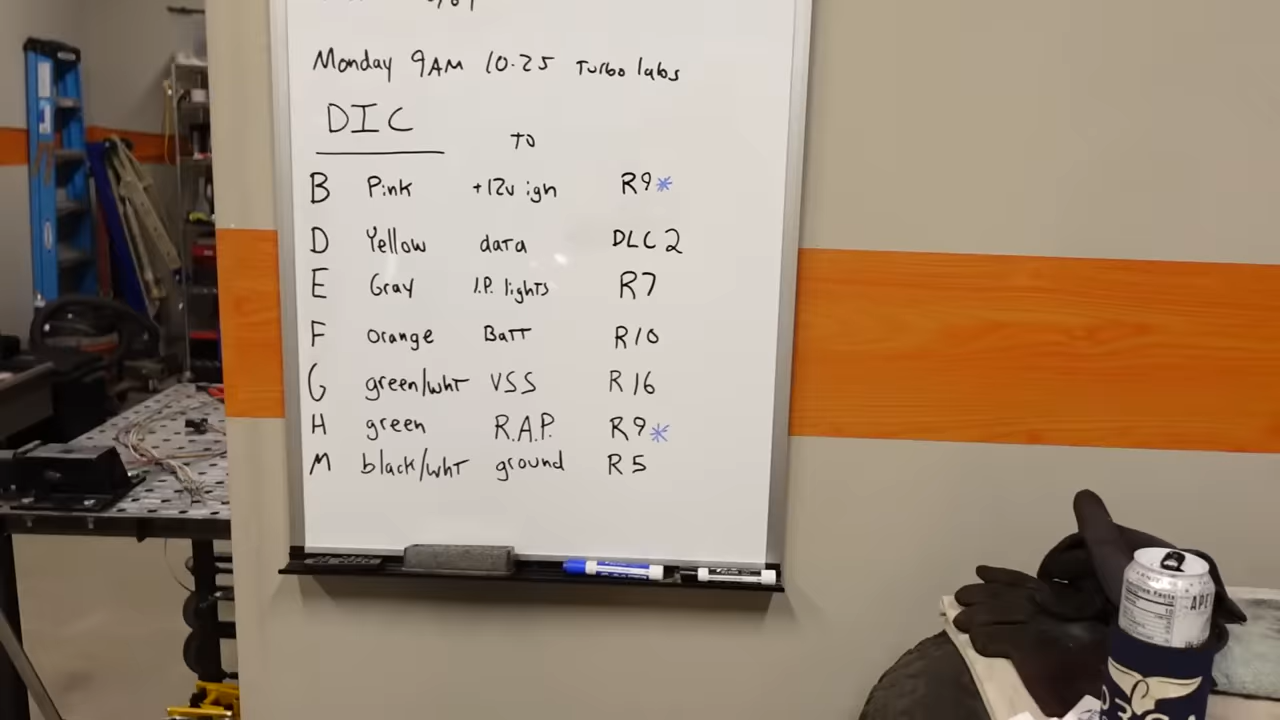 Monday 9AM 10.25 Turbo labs
DIC
TO
B Pink +12v ign R9*
D Yellow data DLC 2
E Gray I.P. lights R7
F Orange Batt R10
G green/wht VSS R16
H green R.A.P. R9*
M black/wht ground R5